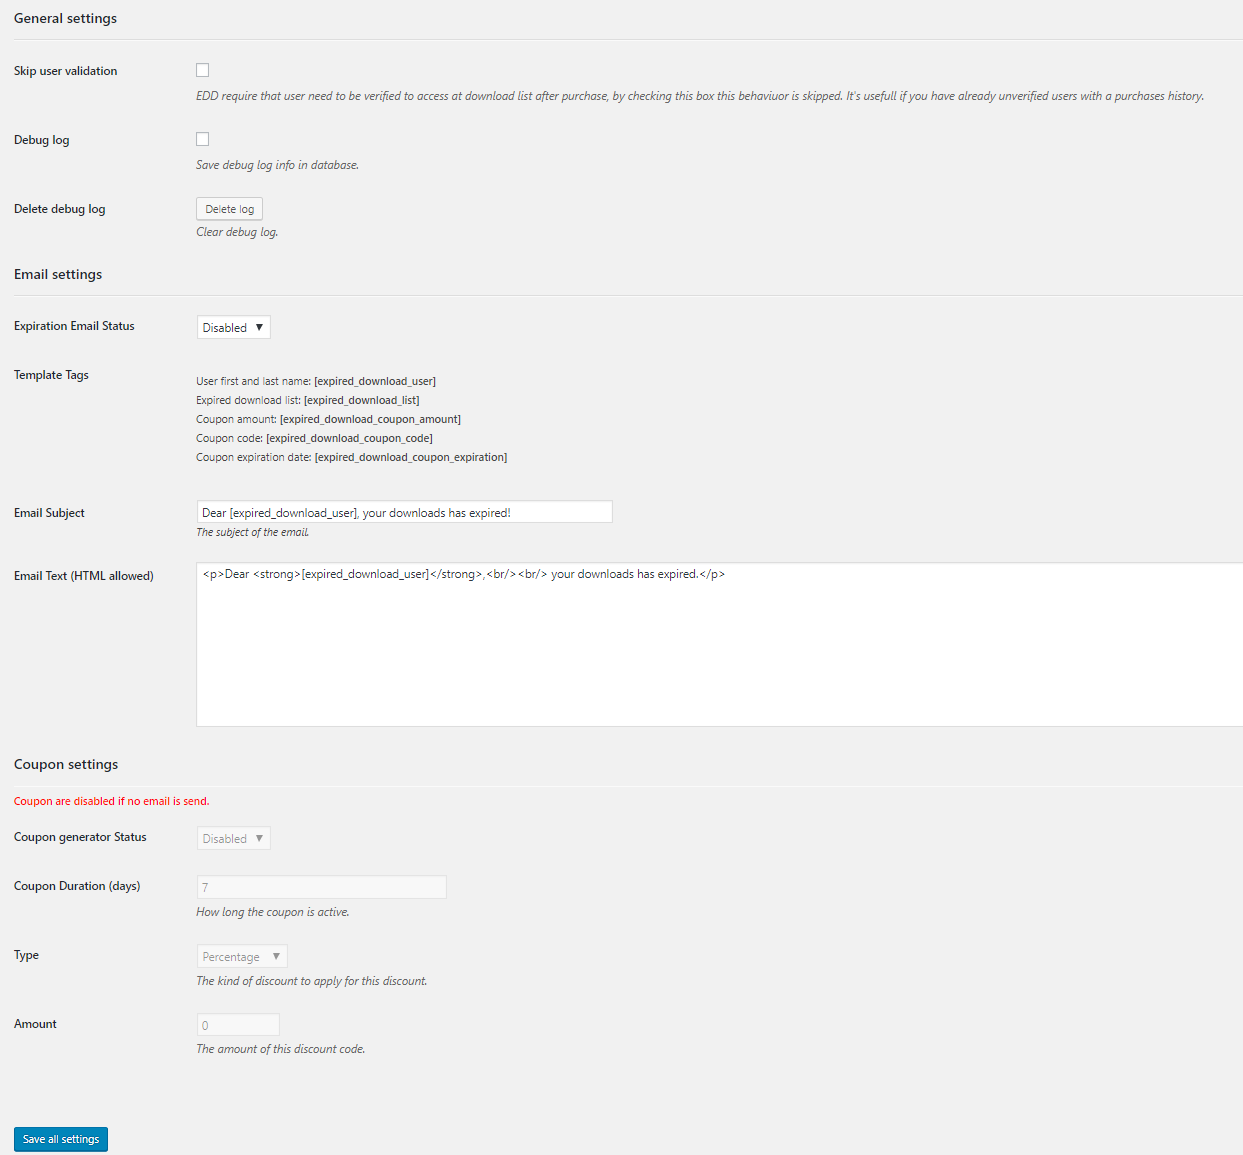 General settings
Skip user validation
EDD require that user need to be verified to access at download list after purchase, by checking this box this behaviuor is skipped. It's usefull if you have already unverified users with a purchases history.
Debug log
Save debug log info in database.
Delete debug log
Delete log
Clear debug log.
Email settings
Expiration Email Status
Disabled ▼
Template Tags
User first and last name: [expired_download_user]
Expired download list: [expired_download_list]
Coupon amount: [expired_download_coupon_amount]
Coupon code: [expired_download_coupon_code]
Coupon expiration date: [expired_download_coupon_expiration]
Email Subject
Dear [expired_download_user], your downloads has expired!
The subject of the email.
Email Text (HTML allowed)
<p>Dear <strong>[expired_download_user]</strong>,<br/><br/> your downloads has expired.</p>
Coupon settings
Coupon are disabled if no email is send.
Coupon generator Status
Disabled ▼
Coupon Duration (days)
7
How long the coupon is active.
Type
Percentage ▼
The kind of discount to apply for this discount.
Amount
0
The amount of this discount code.
Save all settings